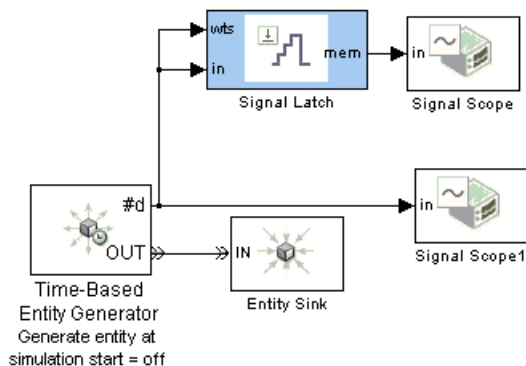 wts
in
mem
Signal Latch
in
Signal Scope
#d
OUT
Time-Based
Entity Generator
Generate entity at
simulation start = off
IN
Entity Sink
in
Signal Scope1